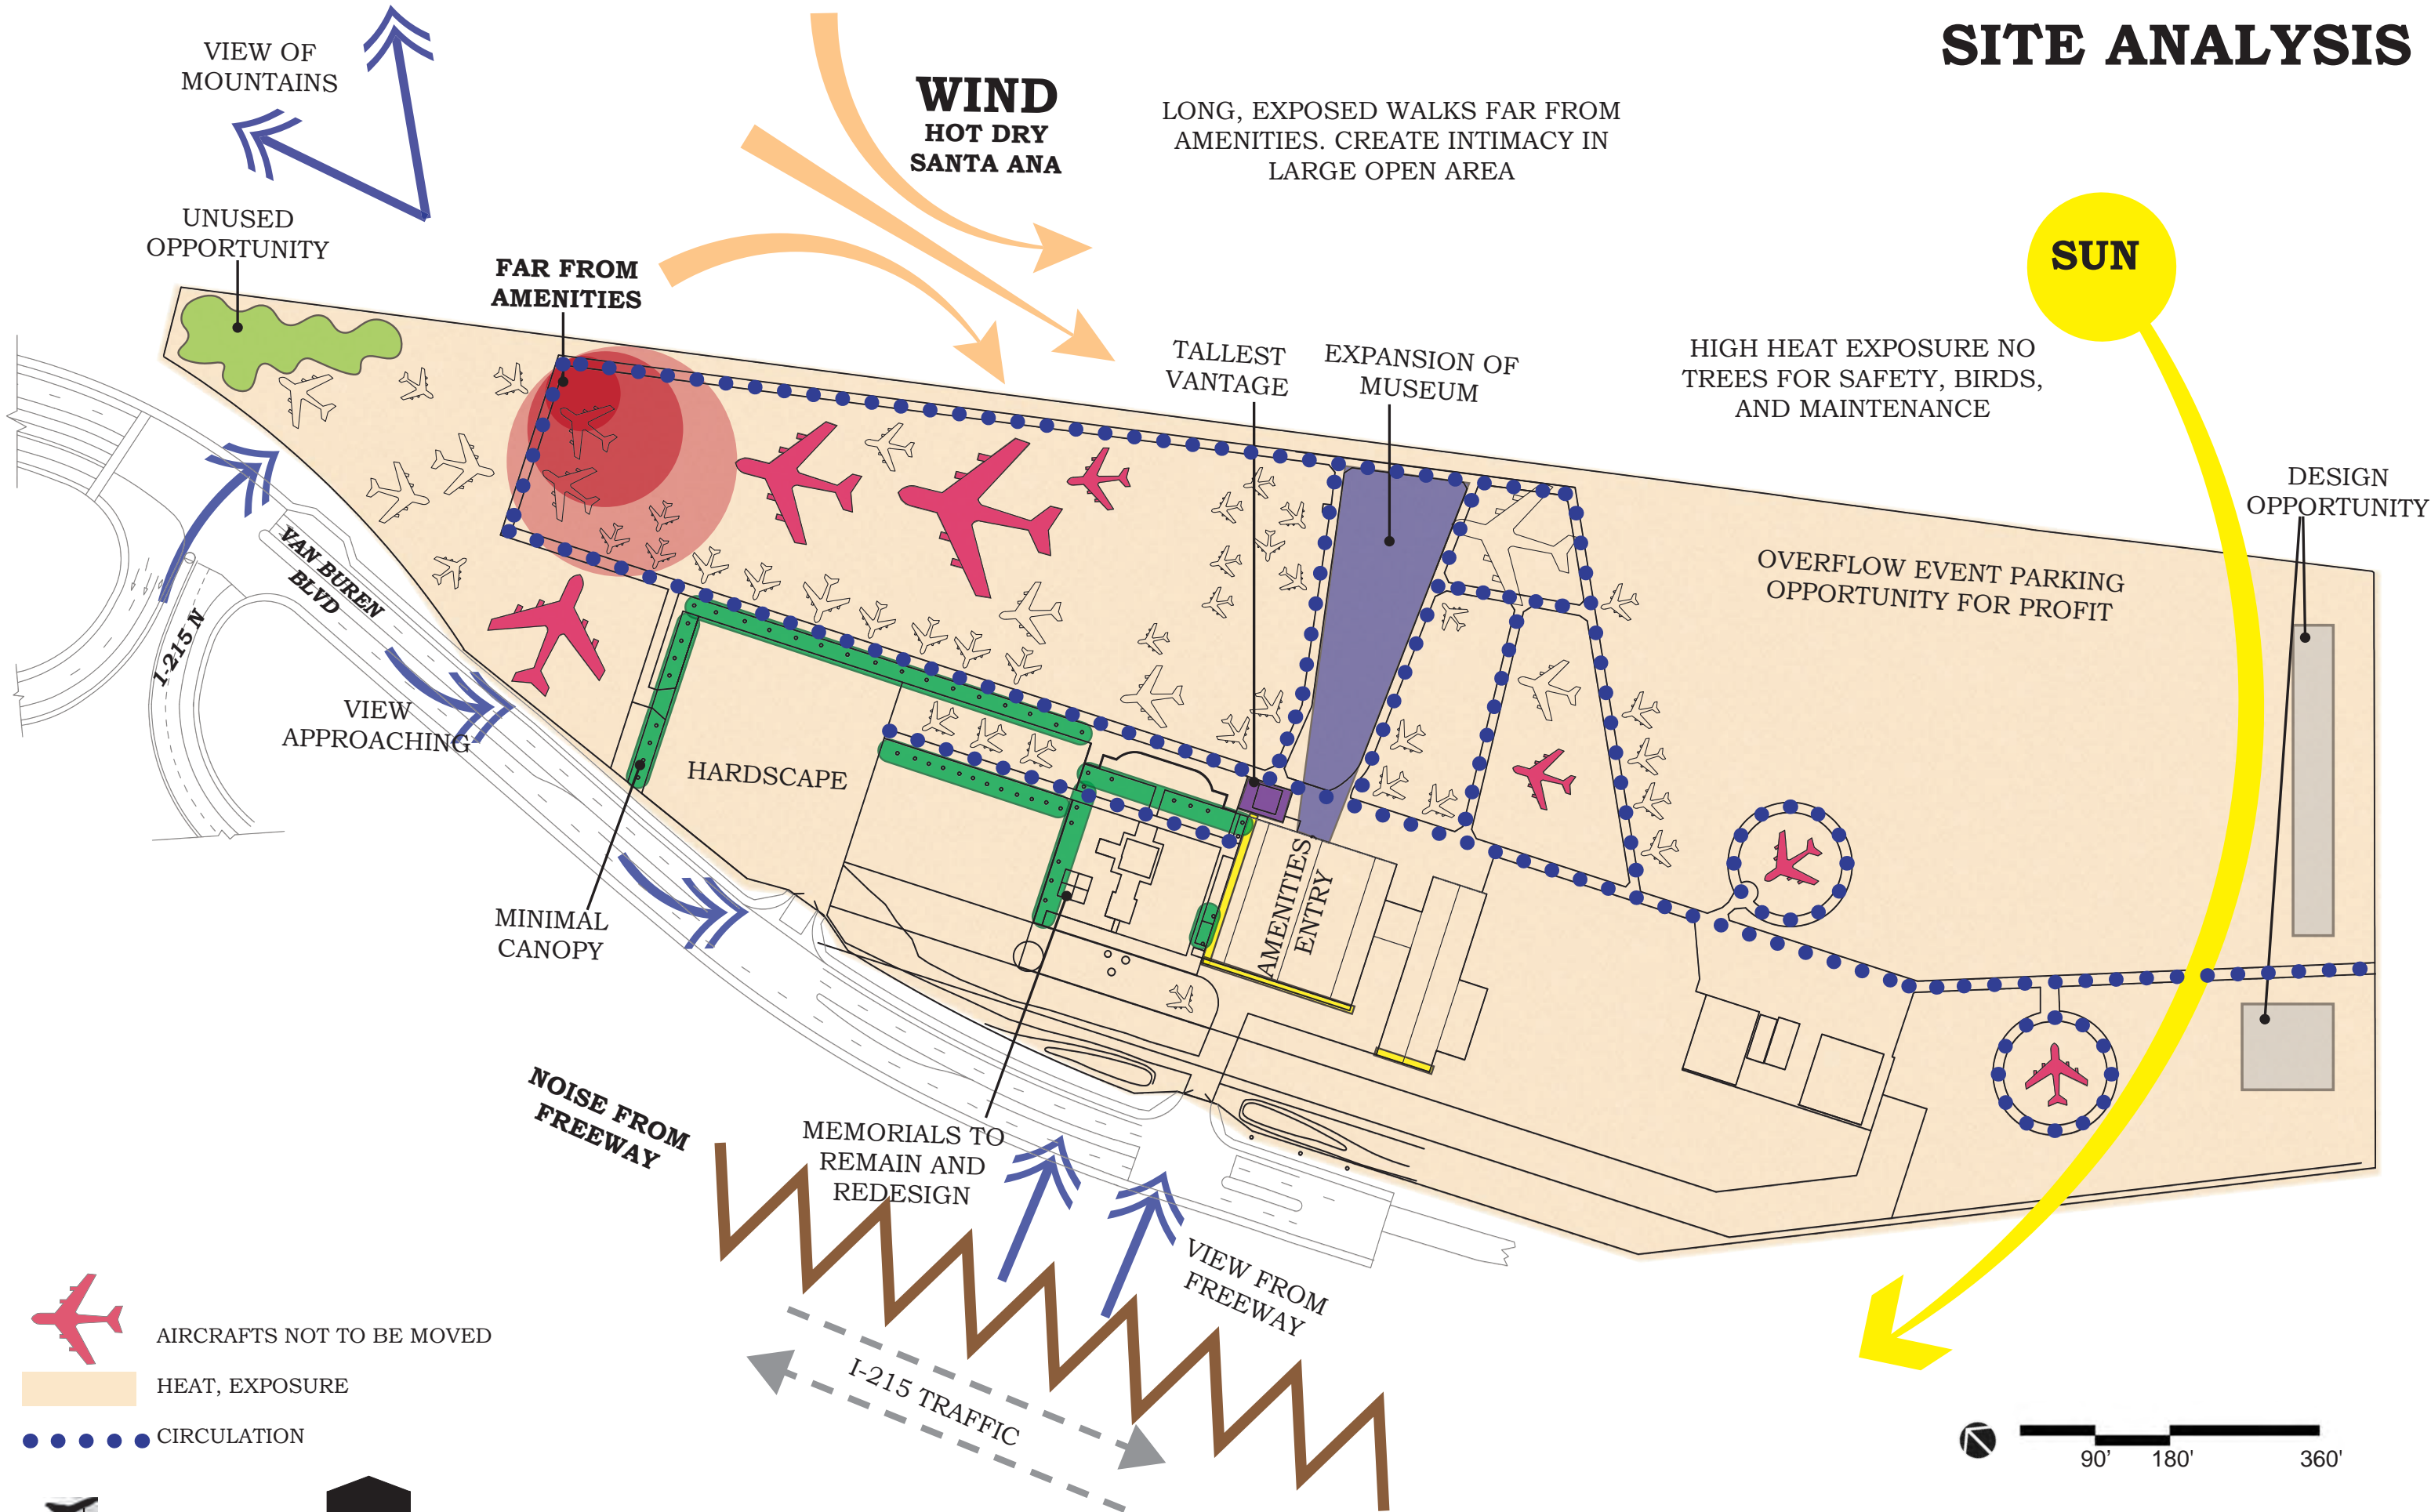 SITE ANALYSIS
VIEW OF
MOUNTAINS
WIND
HOT DRY
SANTA ANA
LONG, EXPOSED WALKS FAR FROM
AMENITIES. CREATE INTIMACY IN
LARGE OPEN AREA
UNUSED
OPPORTUNITY
FAR FROM
AMENITIES
SUN
TALLEST
VANTAGE
EXPANSION OF
MUSEUM
HIGH HEAT EXPOSURE NO
TREES FOR SAFETY, BIRDS,
AND MAINTENANCE
DESIGN
OPPORTUNITY
OVERFLOW EVENT PARKING
OPPORTUNITY FOR PROFIT
VAN BUREN
BLVD
I-215 N
VIEW
APPROACHING
HARDSCAPE
MINIMAL
CANOPY
AMENITIES,
ENTRY
NOISE FROM
FREEWAY
MEMORIALS TO
REMAIN AND
REDESIGN
VIEW FROM
FREEWAY
I-215 TRAFFIC
AIRCRAFTS NOT TO BE MOVED
HEAT, EXPOSURE
CIRCULATION
90' 180' 360'